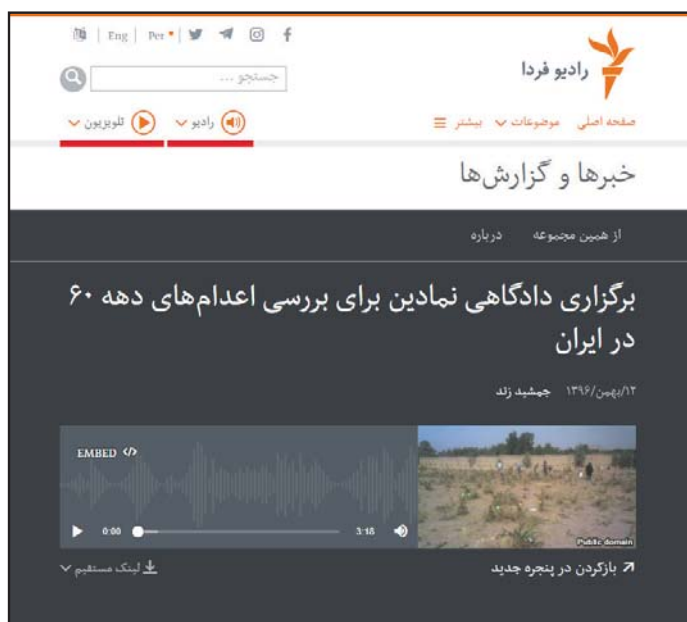 Eng | Per
رادیو فردا
جستجو ...
صفحه اصلی موضوعات بیشتر رادیو تلویزیون
خبرها و گزارش‌ها
از همین مجموعه درباره
برگزاری دادگاهی نمادین برای بررسی اعدام‌های دهه ۶۰
در ایران
۱۲/بهمن/۱۳۹۶ جمشید زند
EMBED </>
0:00 3:18
Public domain
بازکردن در پنجره جدید لینک مستقیم